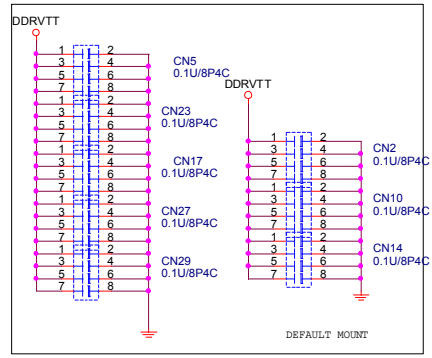 DDRVTT
1 2
3 4
5 6
7 8
CN5
0.1U/8P4C
1 2
3 4
5 6
7 8
CN23
0.1U/8P4C
1 2
3 4
5 6
7 8
CN17
0.1U/8P4C
1 2
3 4
5 6
7 8
CN27
0.1U/8P4C
1 2
3 4
5 6
7 8
CN29
0.1U/8P4C
DDRVTT
1 2
3 4
5 6
7 8
CN2
0.1U/8P4C
1 2
3 4
5 6
7 8
CN10
0.1U/8P4C
1 2
3 4
5 6
7 8
CN14
0.1U/8P4C
DEFAULT MOUNT